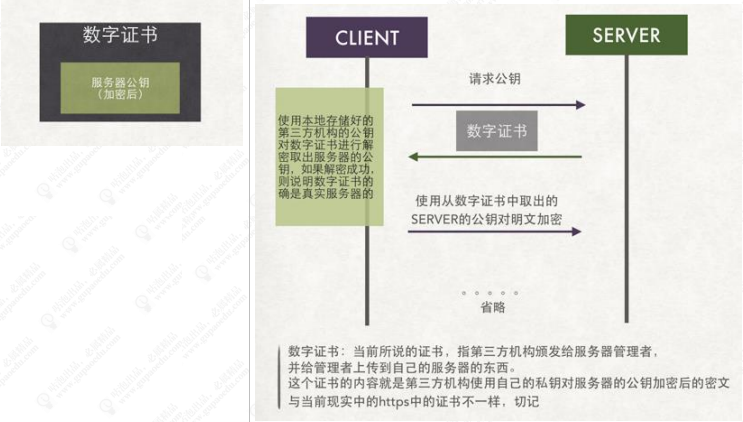 数字证书
服务器公钥
（加密后）
CLIENT
SERVER
请求公钥
数字证书
使用本地存储好的
第三方机构的公钥
对数字证书进行解
密取出服务器的公
钥，如果解密成功，
则说明数字证书的
确是真实服务器的
使用从数字证书中取出的
SERVER的公钥对明文加密
。。。。。
省略
数字证书：当前所说的证书，指第三方机构颁发给服务器管理者，
并给管理者上传到自己的服务器的东西。
这个证书的内容就是第三方机构使用自己的私钥对服务器的公钥加密后的密文
与当前现实中的https中的证书不一样，切记